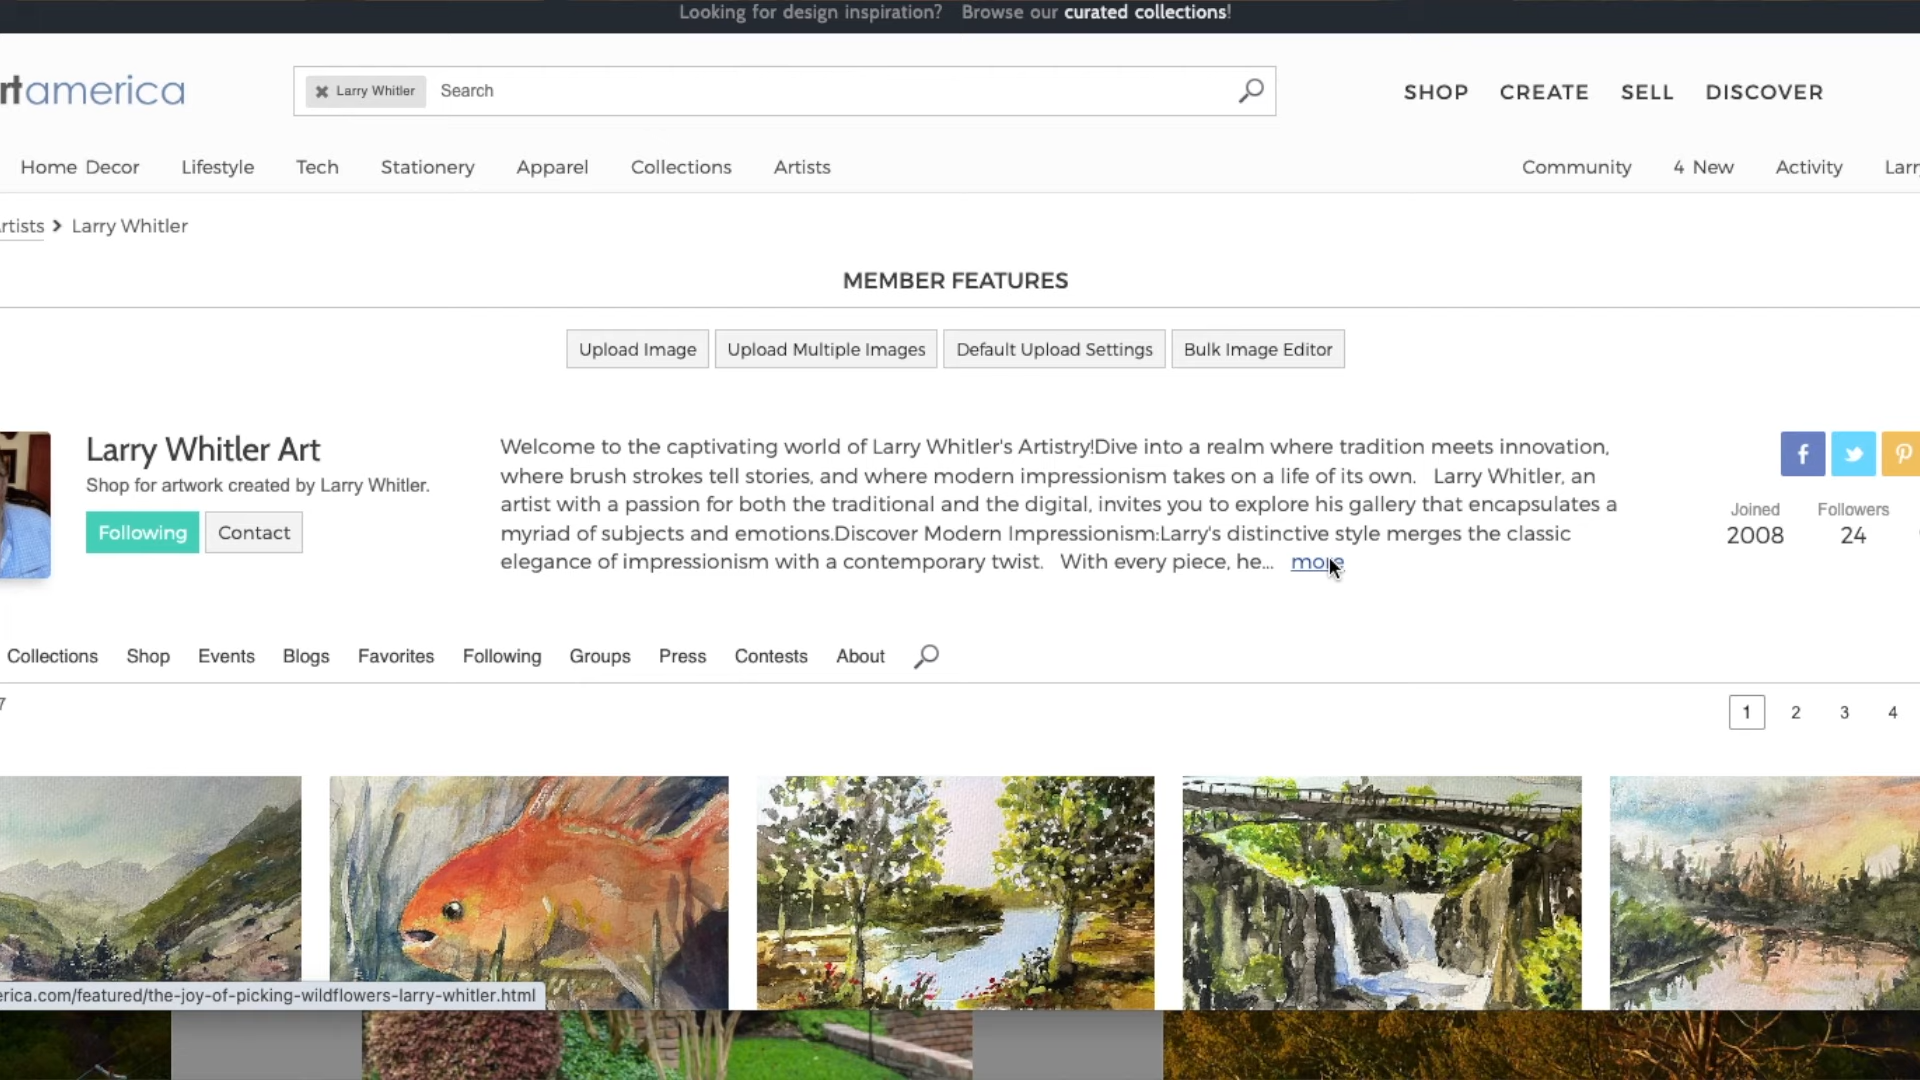 Looking for design inspiration? Browse our curated collections!
rtamerica
Larry Whitler Search
SHOP CREATE SELL DISCOVER
Home Decor Lifestyle Tech Stationery Apparel Collections Artists
Community 4 New Activity Larr
rtists > Larry Whitler
MEMBER FEATURES
Upload Image Upload Multiple Images Default Upload Settings Bulk Image Editor
Larry Whitler Art
Shop for artwork created by Larry Whitler.
Following Contact
Welcome to the captivating world of Larry Whitler's Artistry!Dive into a realm where tradition meets innovation,
where brush strokes tell stories, and where modern impressionism takes on a life of its own. Larry Whitler, an
artist with a passion for both the traditional and the digital, invites you to explore his gallery that encapsulates a
myriad of subjects and emotions.Discover Modern Impressionism:Larry's distinctive style merges the classic
elegance of impressionism with a contemporary twist. With every piece, he... more
Joined Followers
2008 24
Collections Shop Events Blogs Favorites Following Groups Press Contests About
7
1 2 3 4
erica.com/featured/the-joy-of-picking-wildflowers-larry-whitler.html